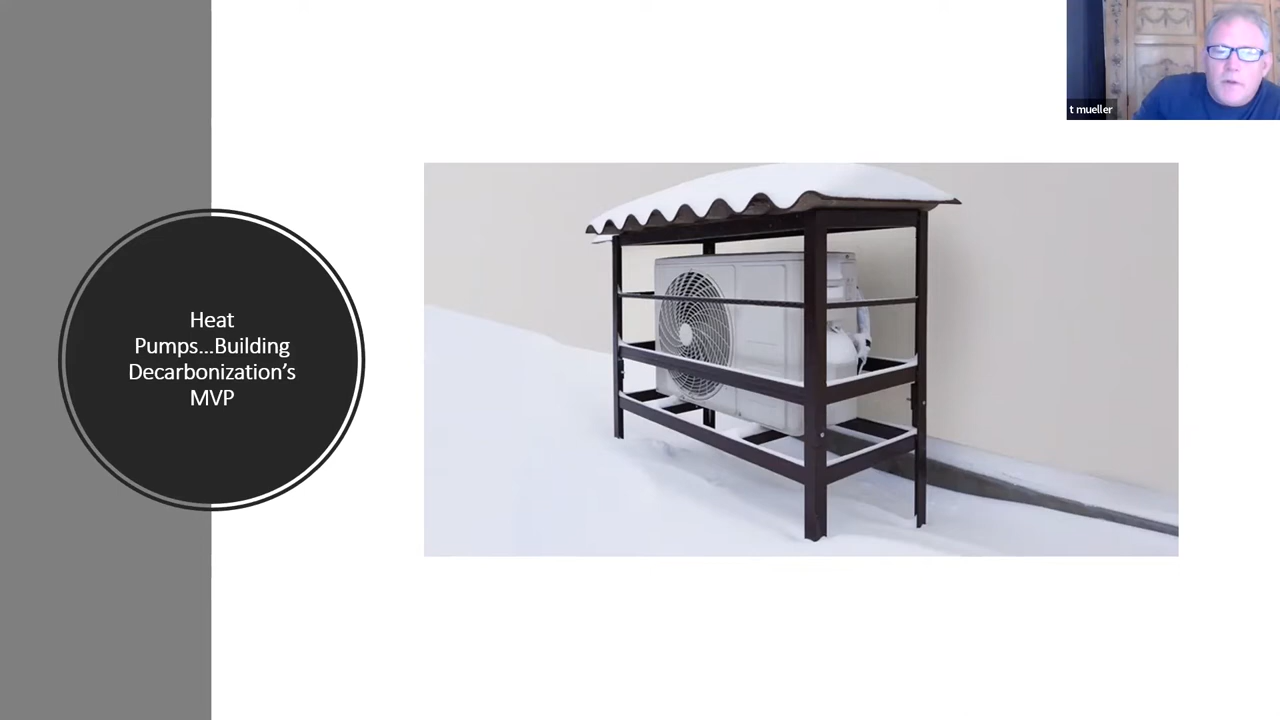 t mueller
Heat
Pumps...Building
Decarbonization's
MVP